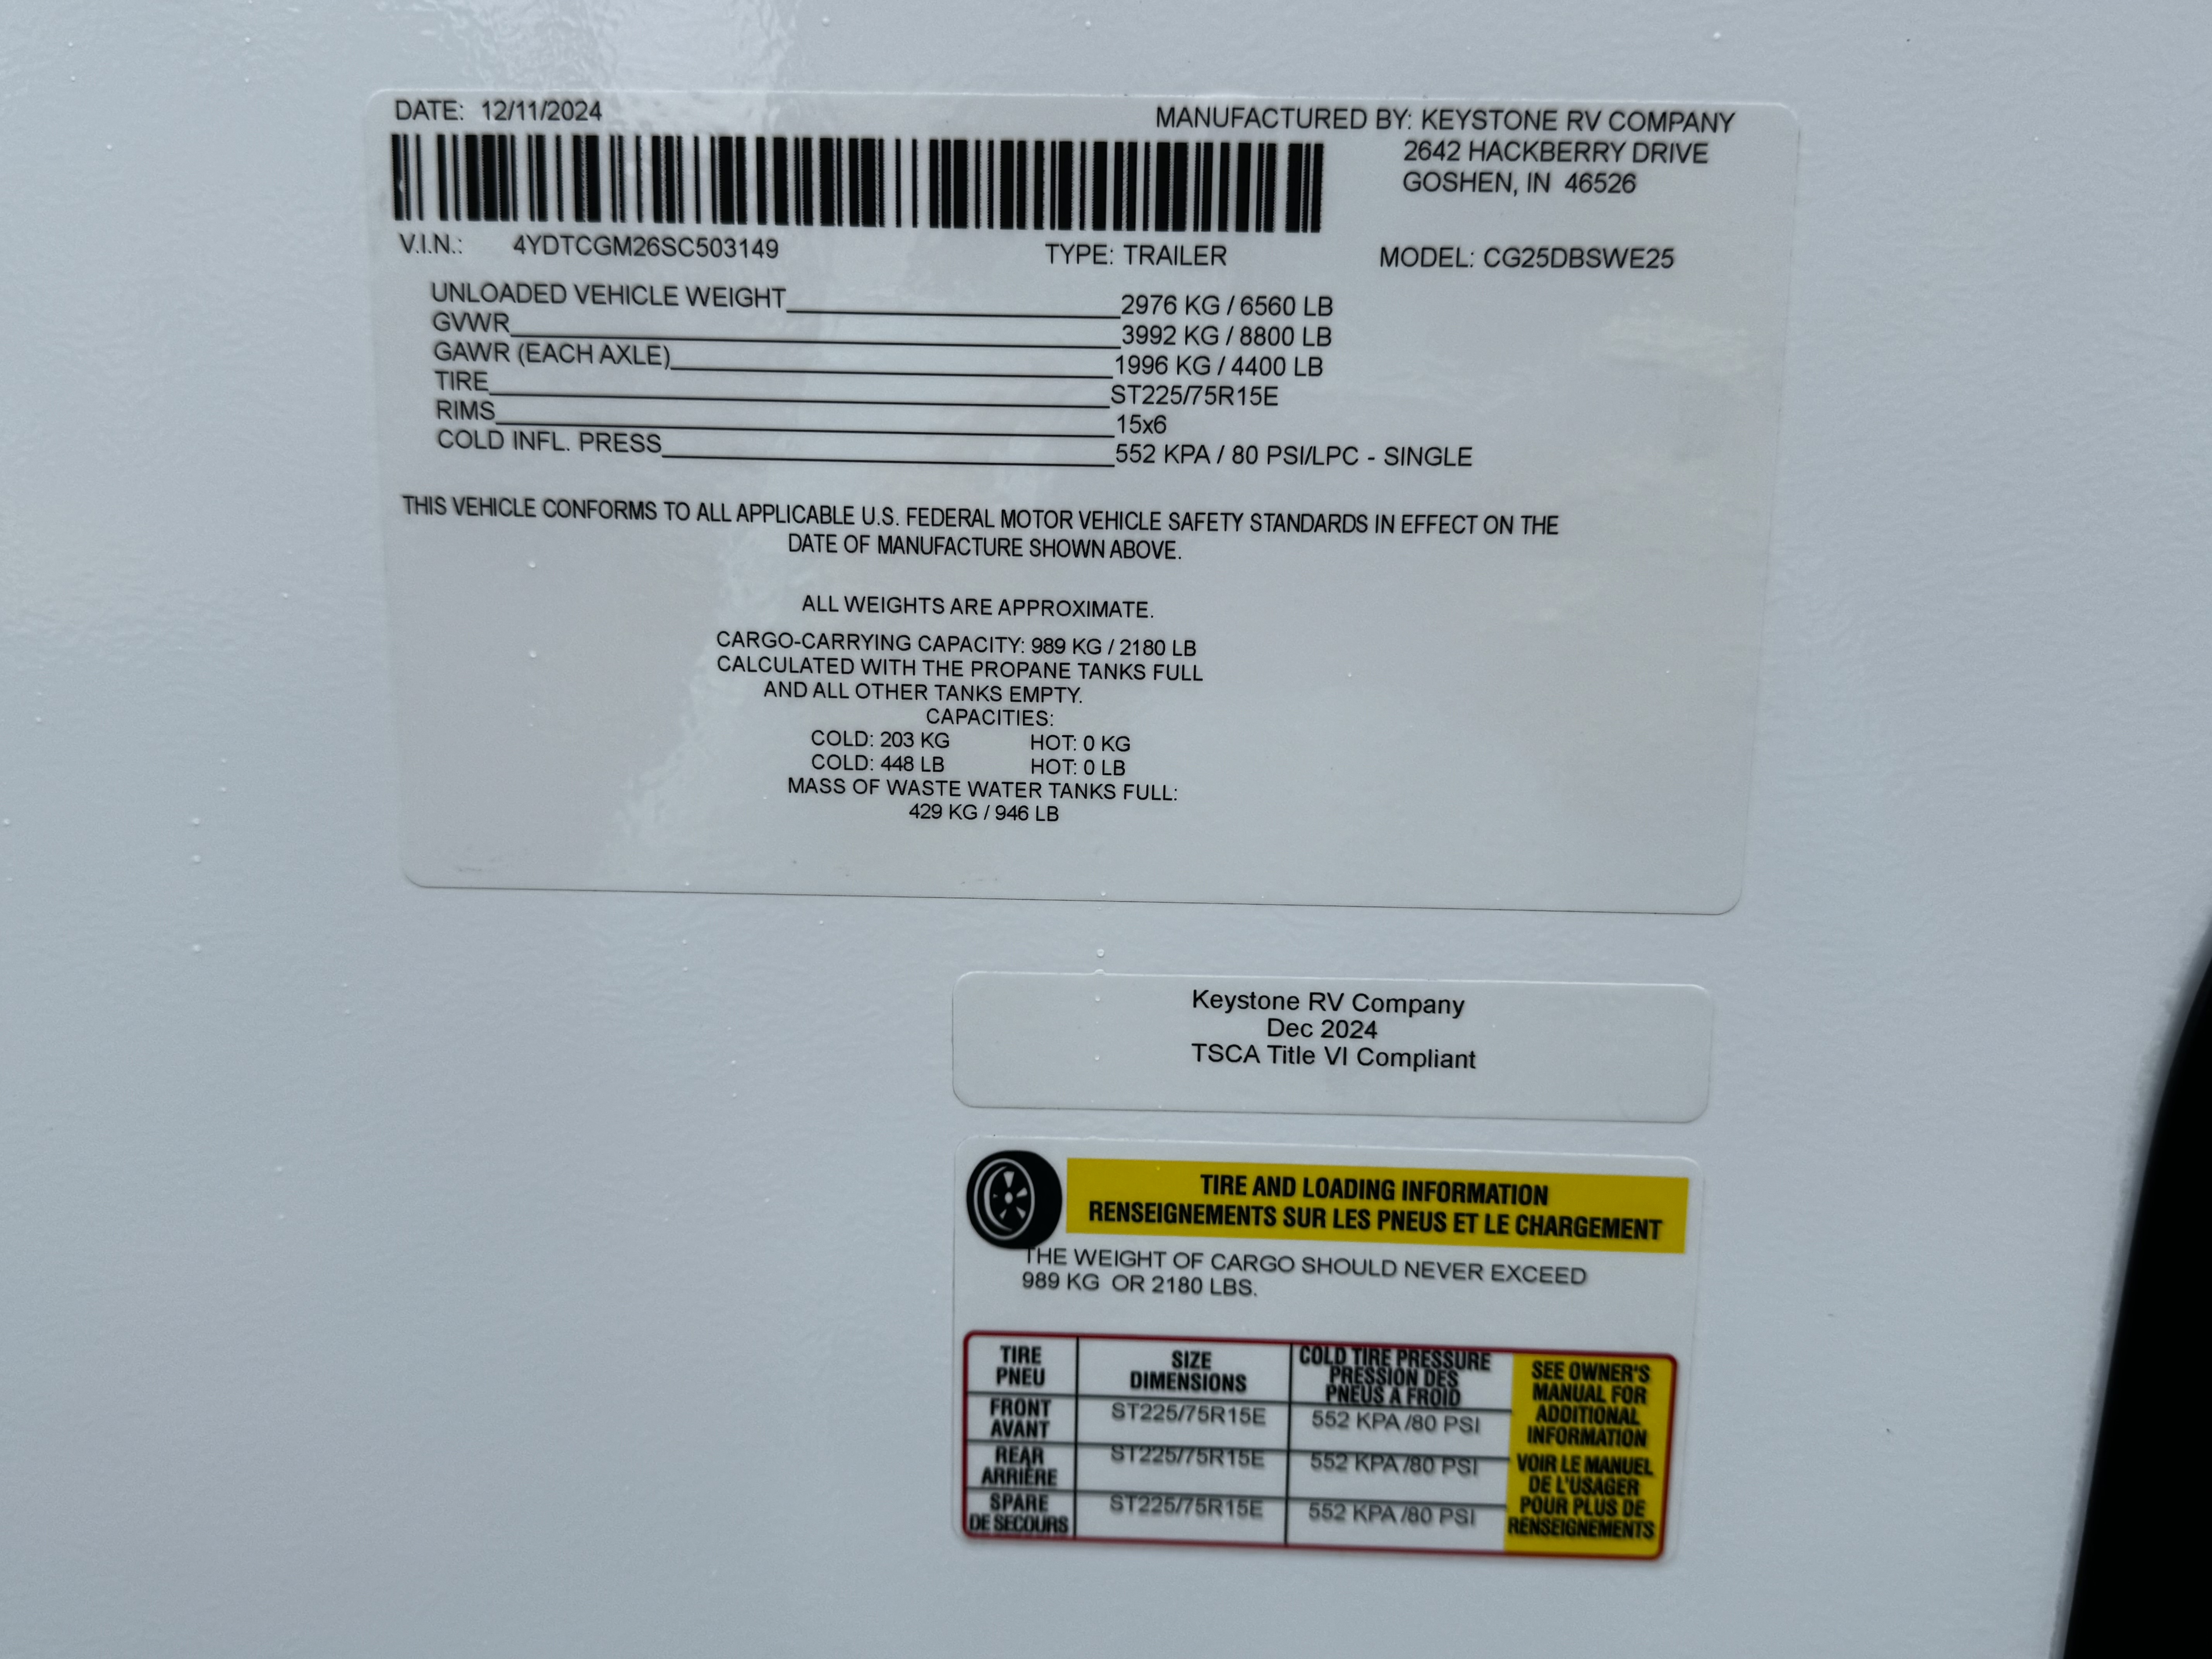 DATE: 12/11/2024
MANUFACTURED BY: KEYSTONE RV COMPANY
2642 HACKBERRY DRIVE
GOSHEN, IN 46526
V.I.N.: 4YDTCGM26SC503149 TYPE: TRAILER MODEL: CG25DBSWE25
UNLOADED VEHICLE WEIGHT 2976 KG / 6560 LB
GVWR 3992 KG / 8800 LB
GAWR (EACH AXLE) 1996 KG / 4400 LB
TIRE ST225/75R15E
RIMS 15x6
COLD INFL. PRESS 552 KPA / 80 PSI/LPC - SINGLE
THIS VEHICLE CONFORMS TO ALL APPLICABLE U.S. FEDERAL MOTOR VEHICLE SAFETY STANDARDS IN EFFECT ON THE
DATE OF MANUFACTURE SHOWN ABOVE.
ALL WEIGHTS ARE APPROXIMATE.
CARGO-CARRYING CAPACITY: 989 KG / 2180 LB
CALCULATED WITH THE PROPANE TANKS FULL
AND ALL OTHER TANKS EMPTY.
CAPACITIES:
COLD: 203 KG HOT: 0 KG
COLD: 448 LB HOT: 0 LB
MASS OF WASTE WATER TANKS FULL:
429 KG / 946 LB
Keystone RV Company
Dec 2024
TSCA Title VI Compliant
TIRE AND LOADING INFORMATION
RENSEIGNEMENTS SUR LES PNEUS ET LE CHARGEMENT
THE WEIGHT OF CARGO SHOULD NEVER EXCEED
989 KG OR 2180 LBS.
TIRE
PNEU
SIZE
DIMENSIONS
COLD TIRE PRESSURE
PRESSION DES
PNEUS A FROID
FRONT
AVANT
ST225/75R15E
552 KPA /80 PSI
REAR
ARRIÈRE
ST225/75R15E
552 KPA /80 PSI
SPARE
DE SECOURS
ST225/75R15E
552 KPA /80 PSI
SEE OWNER'S
MANUAL FOR
ADDITIONAL
INFORMATION
VOIR LE MANUEL
DE L'USAGER
POUR PLUS DE
RENSEIGNEMENTS